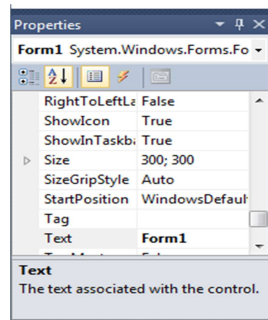 Properties
Form1 System.Windows.Forms.Fo
RightToLeftLa False
ShowIcon True
ShowInTaskba True
Size 300; 300
SizeGripStyle Auto
StartPosition WindowsDefault
Tag
Text Form1
Text
The text associated with the control.